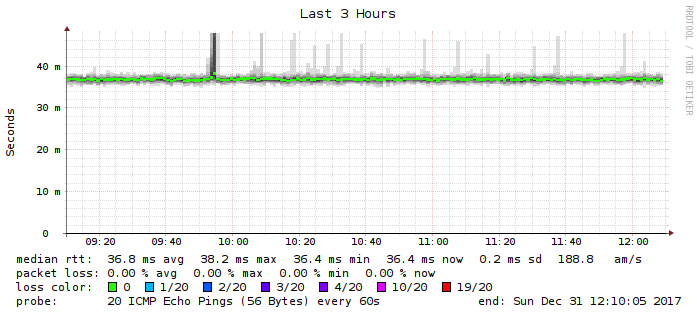 Last 3 Hours
RRDTOOL / TOBI OETIKER
Seconds
40 m
30 m
20 m
10 m
0
09:20 09:40 10:00 10:20 10:40 11:00 11:20 11:40 12:00
median rtt: 36.8 ms avg 38.2 ms max 36.4 ms min 36.4 ms now 0.2 ms sd 188.8 am/s
packet loss: 0.00 % avg 0.00 % max 0.00 % min 0.00 % now
loss color: 0 1/20 2/20 3/20 4/20 10/20 19/20
probe: 20 ICMP Echo Pings (56 Bytes) every 60s end: Sun Dec 31 12:10:05 2017